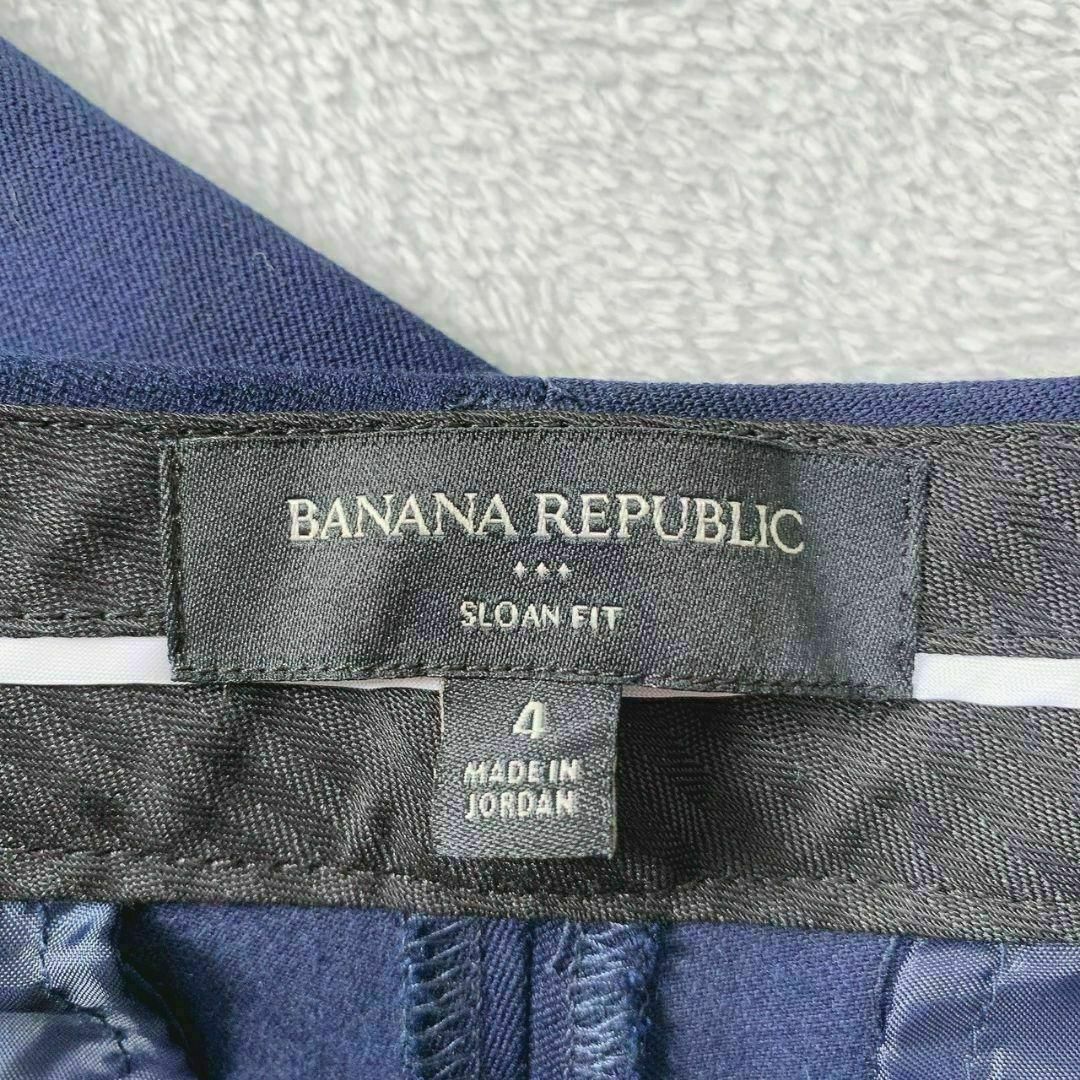 BANANA REPUBLIC
SLOAN FIT
4
MADE IN
JORDAN